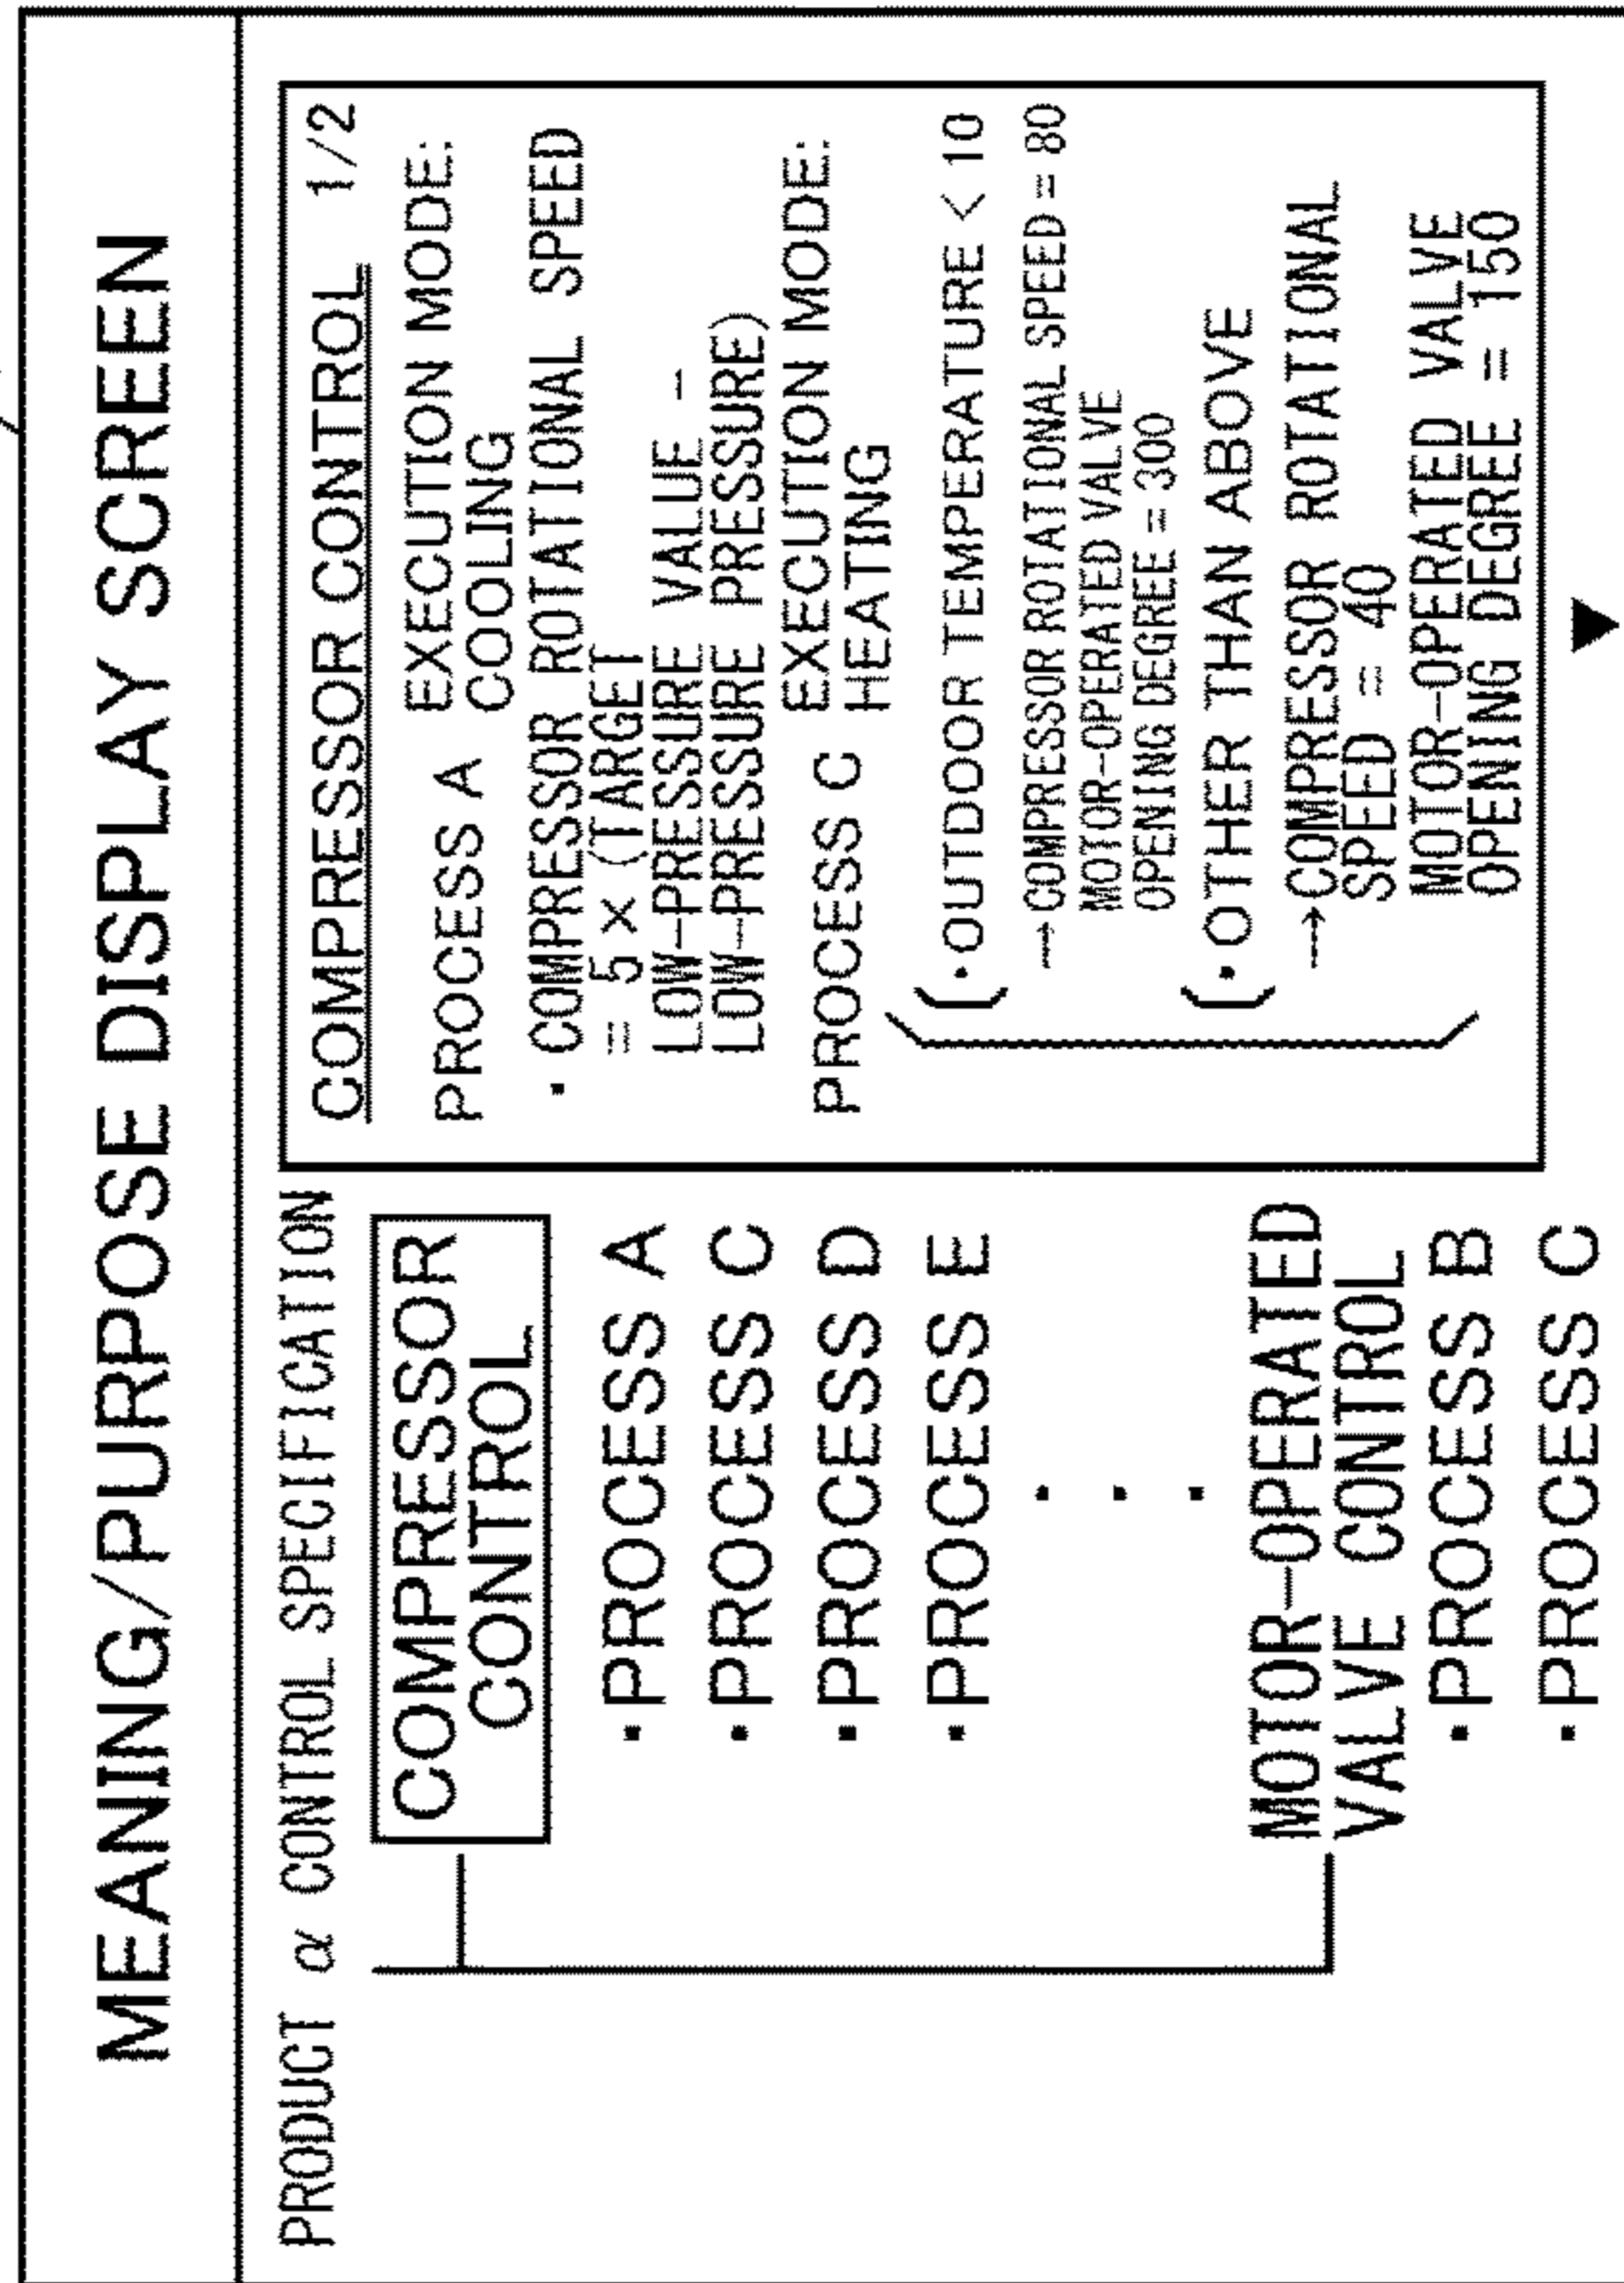 MEANING/PURPOSE DISPLAY SCREEN
PRODUCT α CONTROL SPECIFICATION
COMPRESSOR
CONTROL
・PROCESS A
・PROCESS C
・PROCESS D
・PROCESS E
・
・
・
MOTOR-OPERATED
VALVE CONTROL
・PROCESS B
・PROCESS C
COMPRESSOR CONTROL 1/2
PROCESS A EXECUTION MODE:
COOLING
・COMPRESSOR ROTATIONAL SPEED
= 5 × (TARGET
LOW-PRESSURE VALUE -
LOW-PRESSURE PRESSURE)
PROCESS C EXECUTION MODE:
HEATING
・OUTDOOR TEMPERATURE < 10
→COMPRESSOR ROTATIONAL SPEED = 80
MOTOR-OPERATED VALVE
OPENING DEGREE = 300
・OTHER THAN ABOVE
→COMPRESSOR ROTATIONAL
SPEED = 40
MOTOR-OPERATED VALVE
OPENING DEGREE = 150